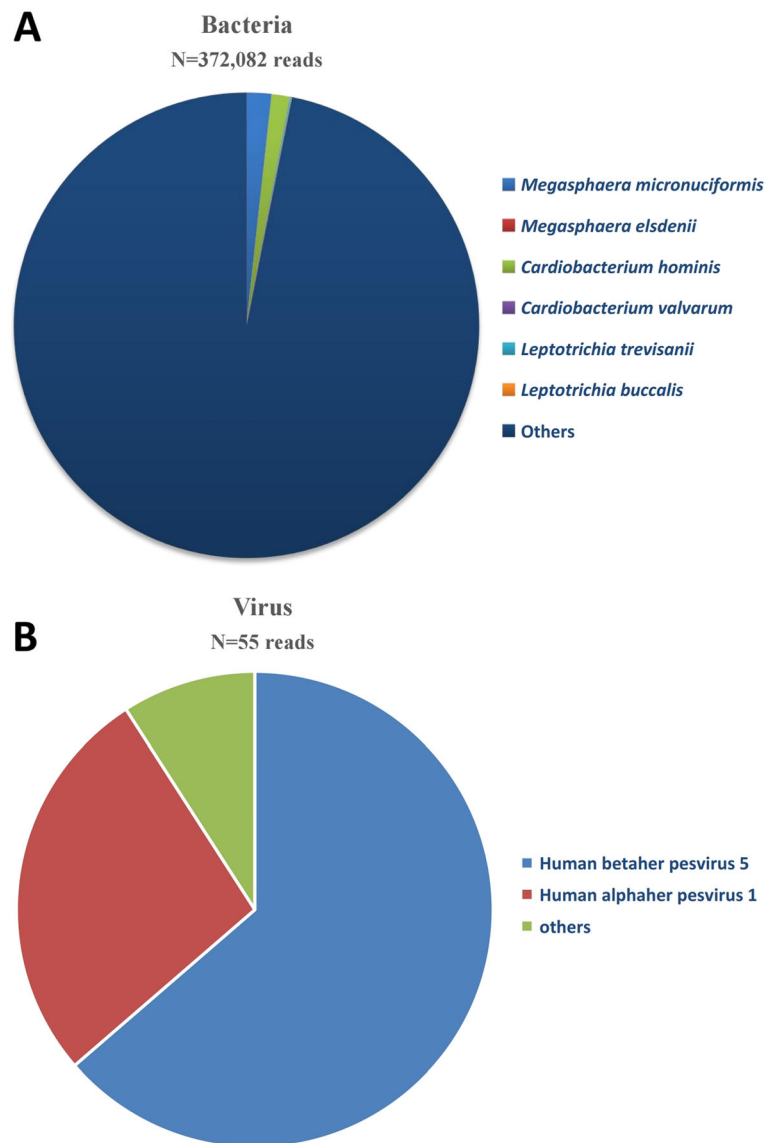 A
Bacteria
N=372,082 reads
Megasphaera micronuciformis
Megasphaera elsdenii
Cardiobacterium hominis
Cardiobacterium valvarum
Leptotrichia trevisanii
Leptotrichia buccalis
Others
B
Virus
N=55 reads
Human betaher pesvirus 5
Human alphaher pesvirus 1
others